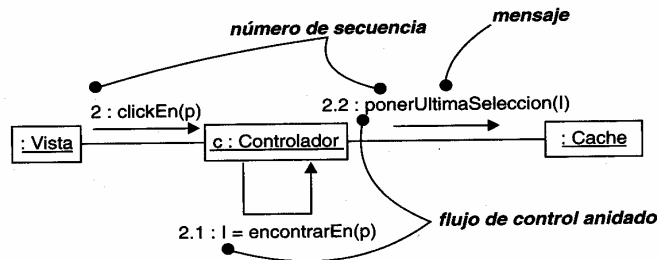 número de secuencia
mensaje
2 : clickEn(p)
2.2 : ponerUltimaSeleccion(l)
: Vista
c : Controlador
: Cache
2.1 : l = encontrarEn(p)
flujo de control anidado